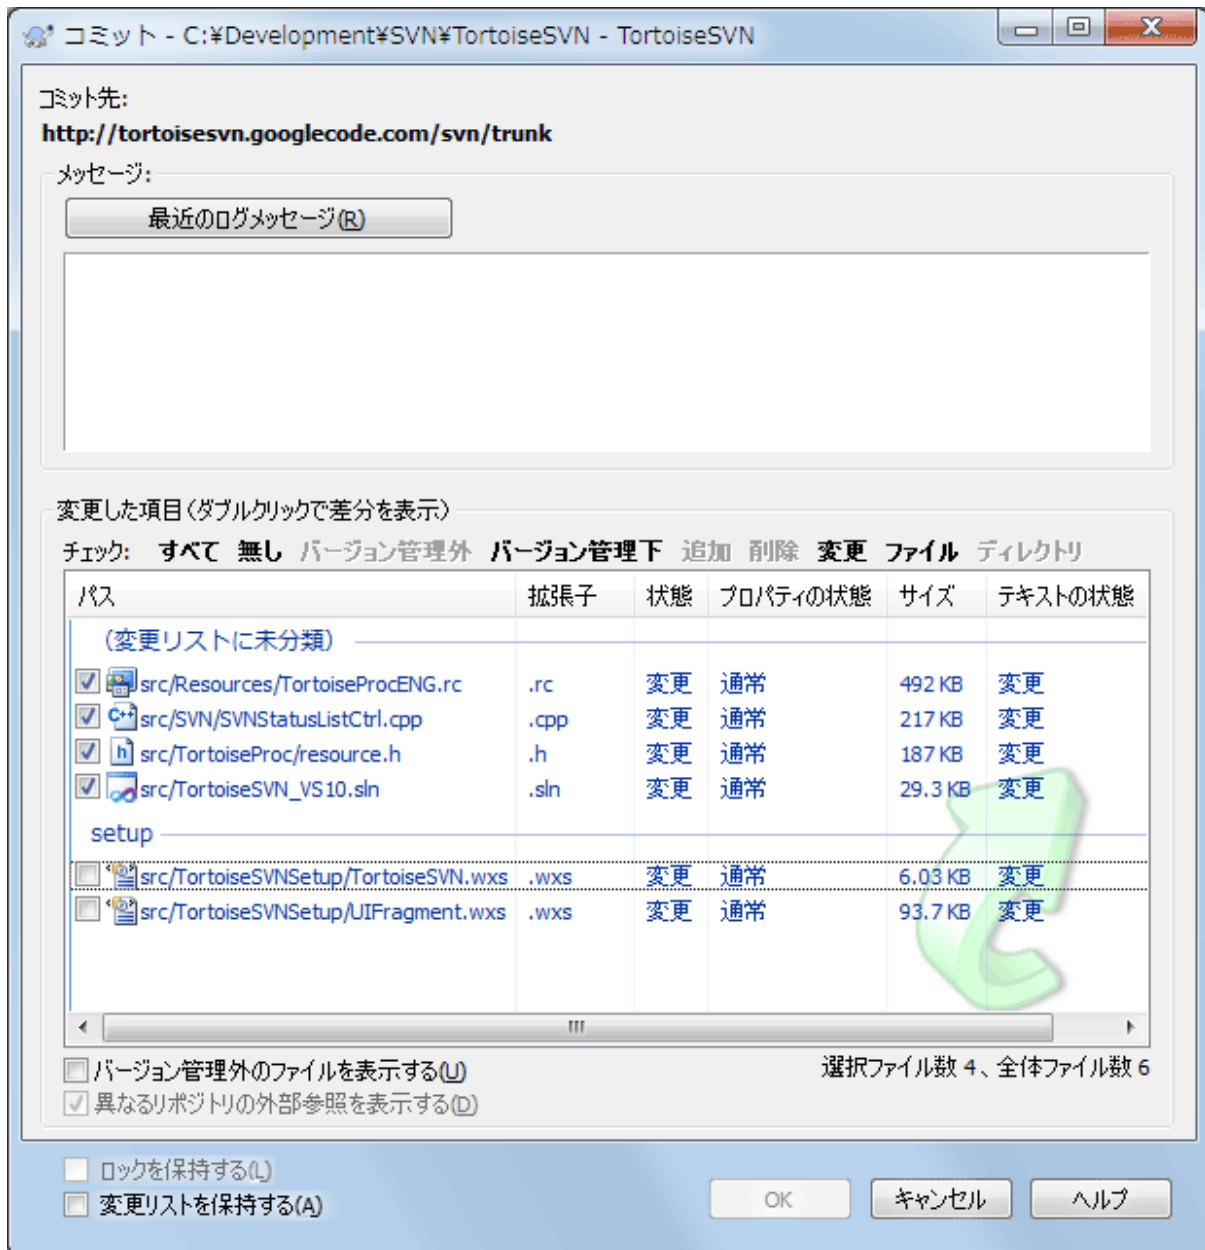 コミット - C:¥Development¥SVN¥TortoiseSVN - TortoiseSVN
コミット先:
http://tortoisesvn.googlecode.com/svn/trunk
メッセージ:
最近のログメッセージ(R)
変更した項目(ダブルクリックで差分を表示)
チェック: すべて 無し バージョン管理外 バージョン管理下 追加 削除 変更 ファイル ディレクトリ
パス 拡張子 状態 プロパティの状態 サイズ テキストの状態
(変更リストに未分類)
src/Resources/TortoiseProcENG.rc .rc 変更 通常 492 KB 変更
src/SVN/SVNStatusListCtrl.cpp .cpp 変更 通常 217 KB 変更
src/TortoiseProc/resource.h .h 変更 通常 187 KB 変更
src/TortoiseSVN_VS10.sln .sln 変更 通常 29.3 KB 変更
setup
src/TortoiseSVNSetup/TortoiseSVN.wxs .wxs 変更 通常 6.03 KB 変更
src/TortoiseSVNSetup/UIFragment.wxs .wxs 変更 通常 93.7 KB 変更
バージョン管理外のファイルを表示する(U) 選択ファイル数 4、全体ファイル数 6
異なるリポジトリの外部参照を表示する(D)
ロックを保持する(L)
変更リストを保持する(A)
OK キャンセル ヘルプ